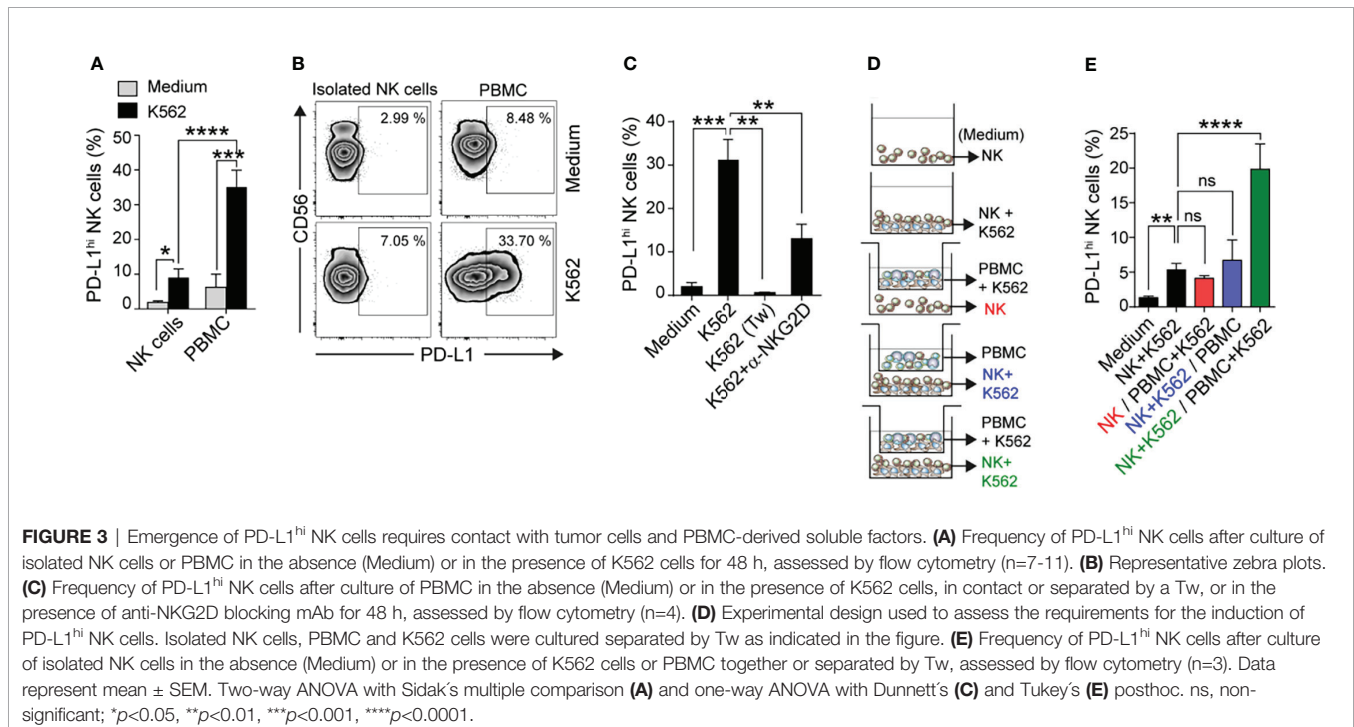 A
Medium
K562
PD-L1hi NK cells (%)
50
40
30
20
10
0
*
****
***
NK cells
PBMC
B
Isolated NK cells
PBMC
2.99 %
8.48 %
Medium
7.05 %
33.70 %
K562
CD56
PD-L1
C
PD-L1hi NK cells (%)
40
30
20
10
0
***
**
**
Medium
K562
K562 (Tw)
K562+α-NKG2D
D
(Medium)
NK
NK +
K562
PBMC
+ K562
NK
PBMC
NK+
K562
PBMC
+ K562
NK+
K562
E
PD-L1hi NK cells (%)
25
20
15
10
5
0
**
ns
ns
****
Medium
NK+K562
NK / PBMC+K562
NK+K562 / PBMC
NK+K562 / PBMC+K562
FIGURE 3 | Emergence of PD-L1hi NK cells requires contact with tumor cells and PBMC-derived soluble factors. (A) Frequency of PD-L1hi NK cells after culture of
isolated NK cells or PBMC in the absence (Medium) or in the presence of K562 cells for 48 h, assessed by flow cytometry (n=7-11). (B) Representative zebra plots.
(C) Frequency of PD-L1hi NK cells after culture of PBMC in the absence (Medium) or in the presence of K562 cells, in contact or separated by a Tw, or in the
presence of anti-NKG2D blocking mAb for 48 h, assessed by flow cytometry (n=4). (D) Experimental design used to assess the requirements for the induction of
PD-L1hi NK cells. Isolated NK cells, PBMC and K562 cells were cultured separated by Tw as indicated in the figure. (E) Frequency of PD-L1hi NK cells after culture
of isolated NK cells in the absence (Medium) or in the presence of K562 cells or PBMC together or separated by Tw, assessed by flow cytometry (n=3). Data
represent mean ± SEM. Two-way ANOVA with Sidak´s multiple comparison (A) and one-way ANOVA with Dunnett´s (C) and Tukey´s (E) posthoc. ns, non-
significant; *p<0.05, **p<0.01, ***p<0.001, ****p<0.0001.